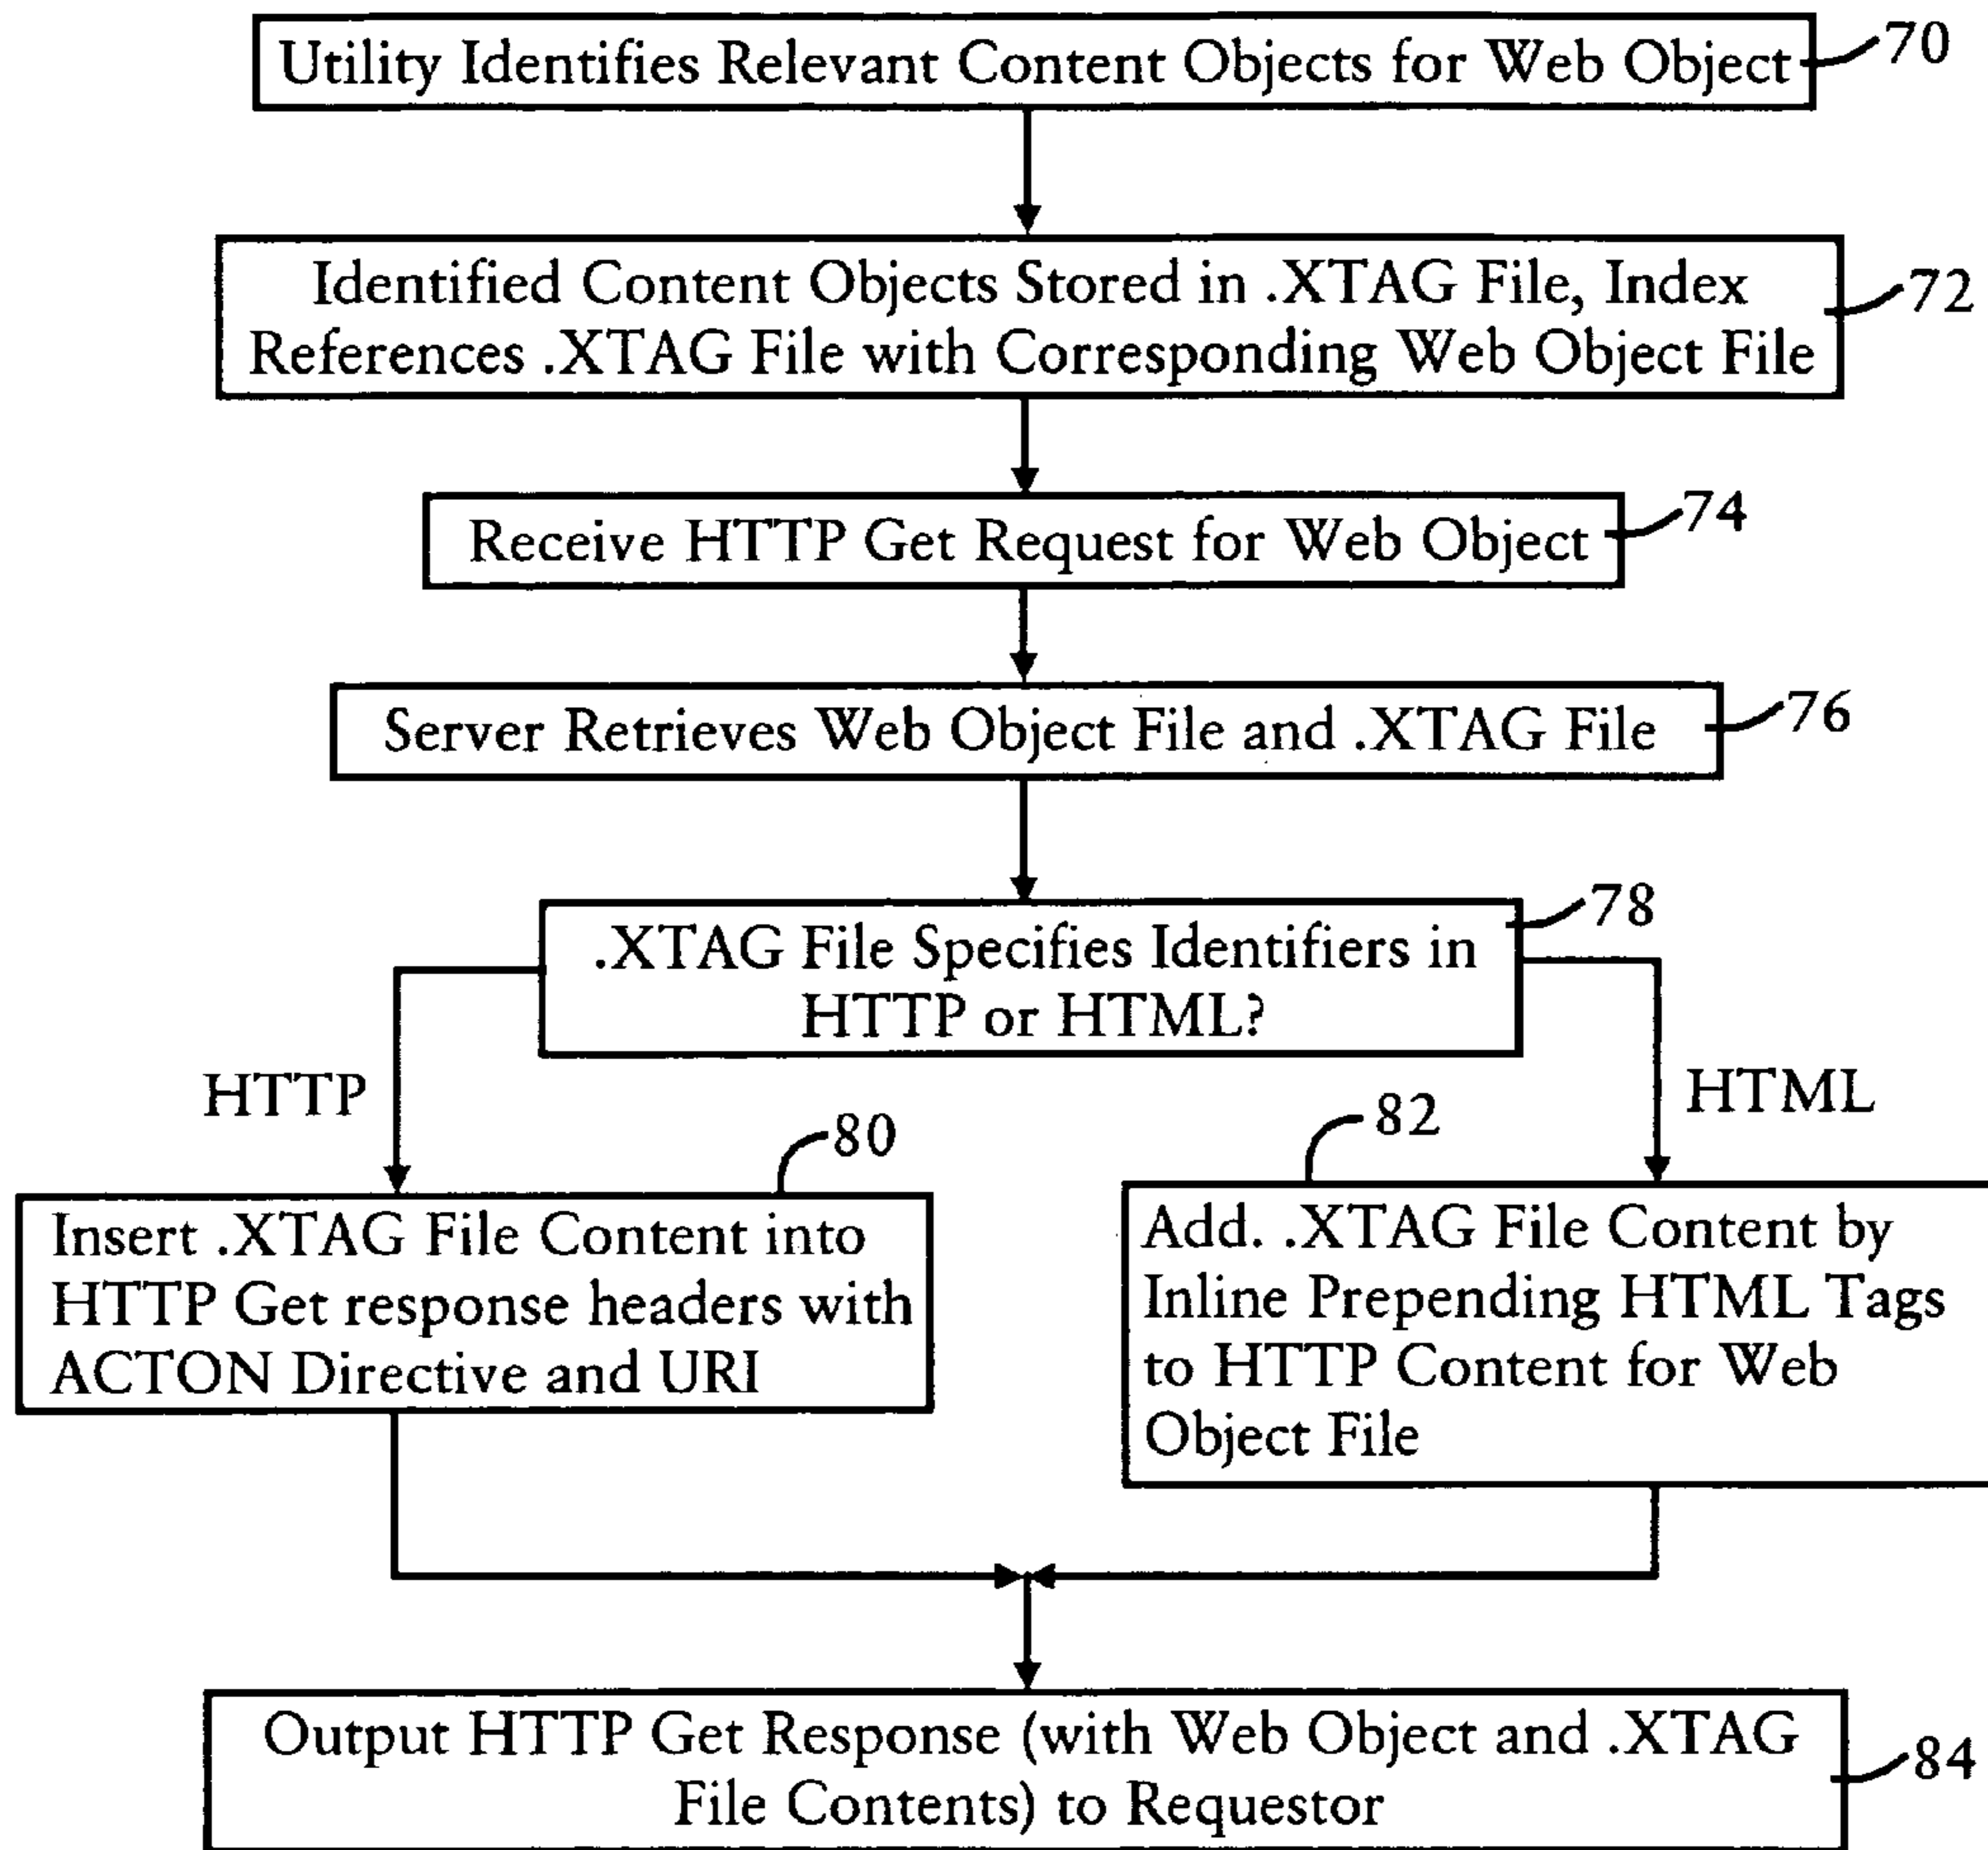 Utility Identifies Relevant Content Objects for Web Object
70
Identified Content Objects Stored in .XTAG File, Index
References .XTAG File with Corresponding Web Object File
72
Receive HTTP Get Request for Web Object
74
Server Retrieves Web Object File and .XTAG File
76
.XTAG File Specifies Identifiers in
HTTP or HTML?
78
HTTP
HTML
80
Insert .XTAG File Content into
HTTP Get response headers with
ACTON Directive and URI
82
Add. .XTAG File Content by
Inline Prepending HTML Tags
to HTTP Content for Web
Object File
Output HTTP Get Response (with Web Object and .XTAG
File Contents) to Requestor
84